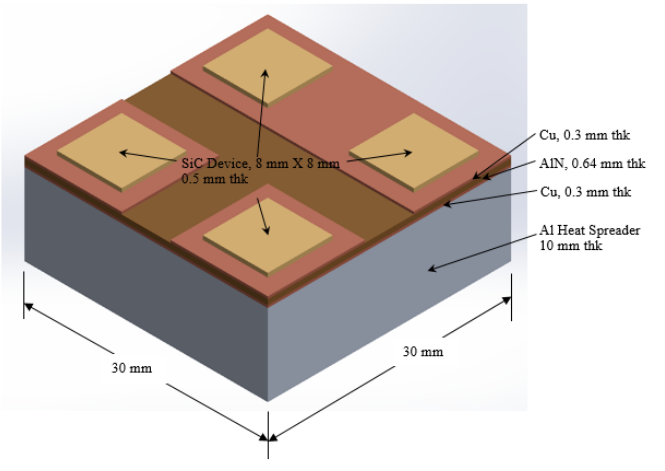 Cu, 0.3 mm thk
SiC Device, 8 mm X 8 mm
0.5 mm thk
AlN, 0.64 mm thk
Cu, 0.3 mm thk
Al Heat Spreader
10 mm thk
30 mm
30 mm